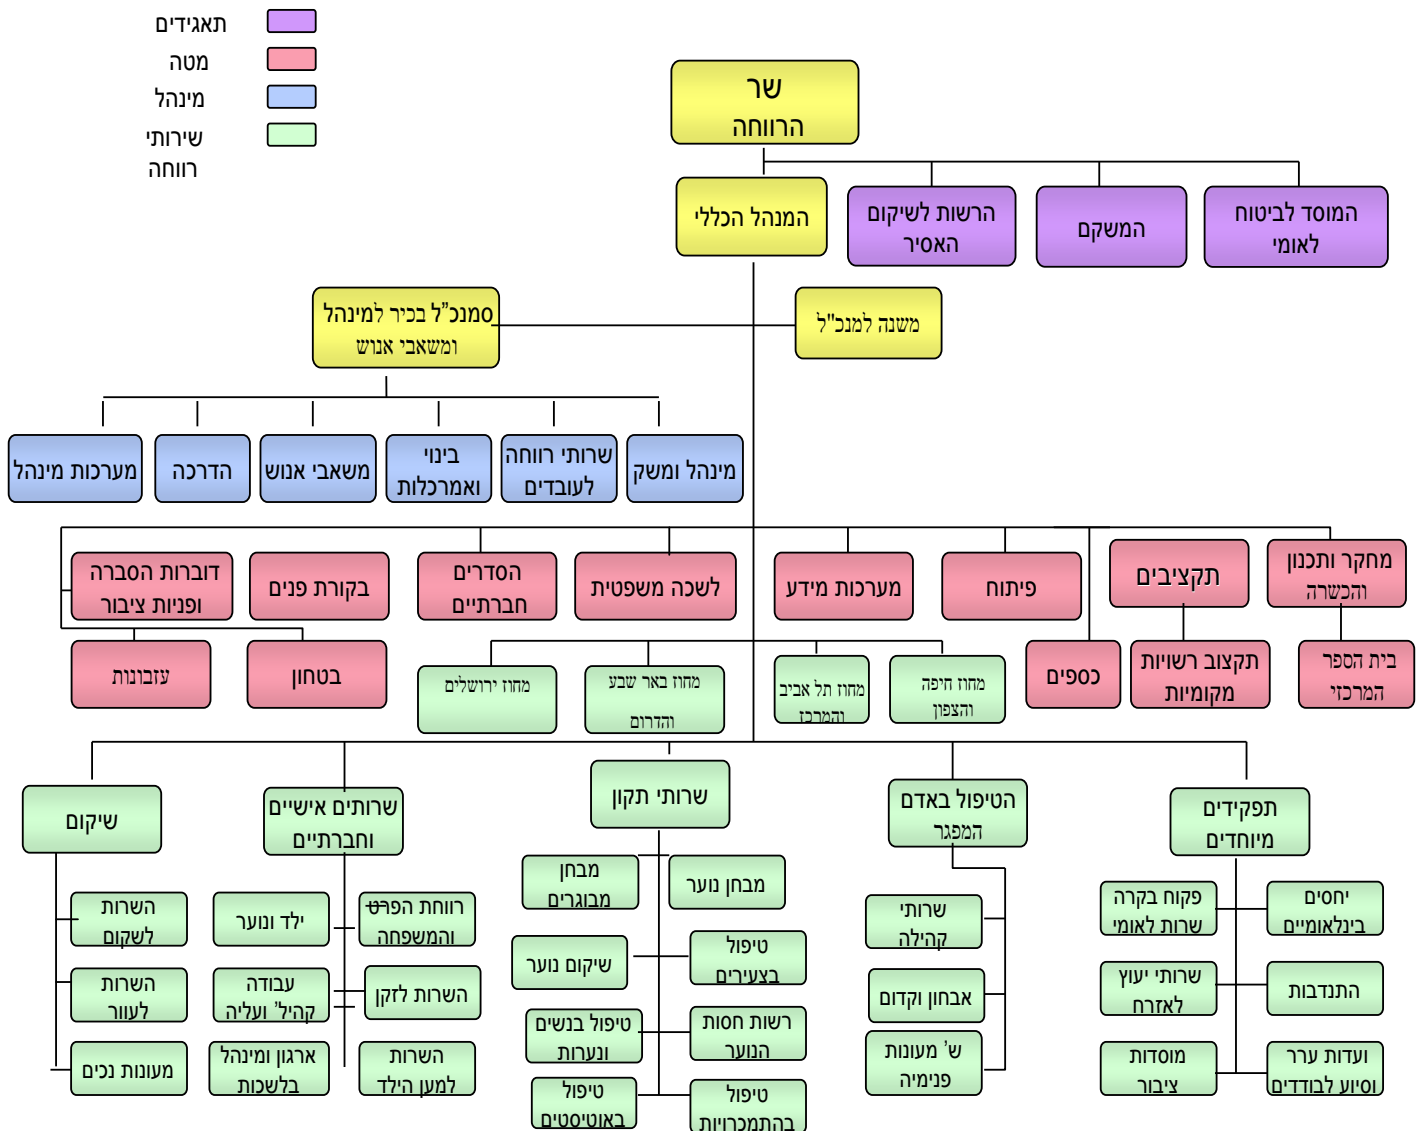 תאגידים
מטה
מינהל
שירותי
רווחה
שר
הרווחה
המנהל הכללי
הרשות לשיקום
האסיר
המשקם
המוסד לביטוח
לאומי
סמנכ”ל בכיר למינהל
ומשאבי אנוש
משנה למנכ"ל
מינהל ומשק
שרותי רווחה
לעובדים
בינוי
ואמרכלות
משאבי אנוש
הדרכה
מערכות מינהל
מחקר ותכנון
והכשרה
תקציבים
פיתוח
מערכות מידע
לשכה משפטית
הסדרים
חברתיים
בקורת פנים
דוברות הסברה
ופניות ציבור
בית הספר
המרכזי
תקצוב רשויות
מקומיות
כספים
בטחון
עזבונות
מחוז חיפה
והצפון
מחוז תל אביב
והמרכז
מחוז באר שבע
והדרום
מחוז ירושלים
תפקידים
מיוחדים
הטיפול באדם
המפגר
שרותי תקון
שרותים אישיים
וחברתיים
שיקום
יחסים
בינלאומיים
פקוח בקרה
שרות לאומי
התנדבות
שרותי יעוץ
לאזרח
ועדות ערר
וסיוע לבודדים
מוסדות
ציבור
שרותי
קהילה
אבחון וקדום
ש' מעונות
פנימיה
מבחן נוער
מבחן
מבוגרים
טיפול
בצעירים
שיקום נוער
רשות חסות
הנוער
טיפול בנשים
ונערות
טיפול
בהתמכרויות
טיפול
באוטיסטים
רווחת הפרט
והמשפחה
ילד ונוער
השרות לזקן
עבודה
קהיל' ועליה
השרות
למען הילד
ארגון ומינהל
בלשכות
השרות
לשקום
השרות
לעוור
מעונות נכים